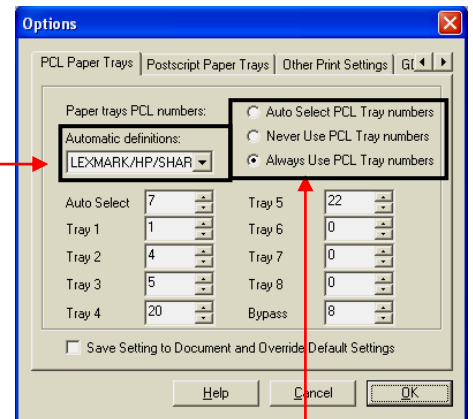 Options
PCL Paper Trays Postscript Paper Trays Other Print Settings
Paper trays PCL numbers:
Auto Select PCL Tray numbers
Never Use PCL Tray numbers
Always Use PCL Tray numbers
Automatic definitions:
LEXMARK/HP/SHAR
Auto Select 7 Tray 5 22
Tray 1 1 Tray 6 0
Tray 2 4 Tray 7 0
Tray 3 5 Tray 8 0
Tray 4 20 Bypass 8
Save Setting to Document and Override Default Settings
Help Cancel OK